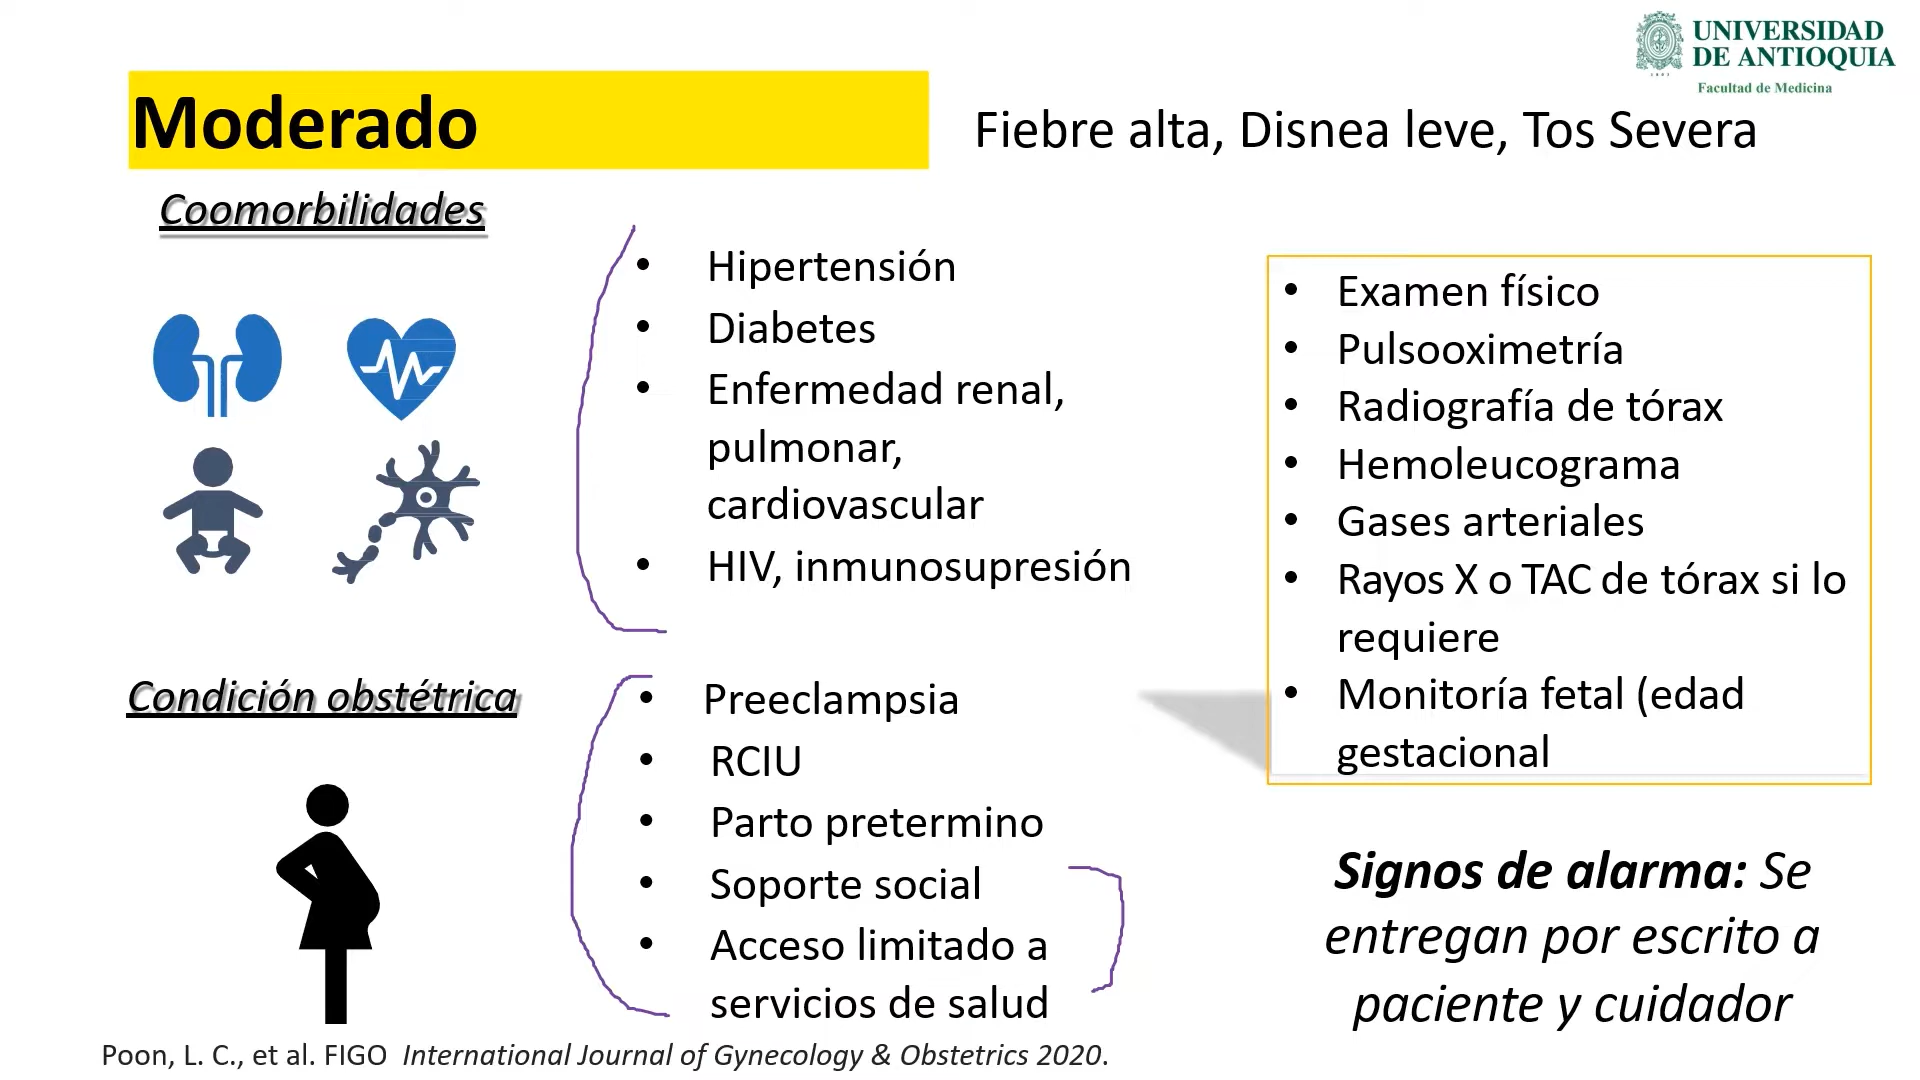 UNIVERSIDAD
DE ANTIOQUIA
1803
Facultad de Medicina
Moderado
Fiebre alta, Disnea leve, Tos Severa
Coomorbilidades
• Hipertensión
• Diabetes
• Enfermedad renal,
pulmonar,
cardiovascular
• HIV, inmunosupresión
Condición obstétrica
• Preeclampsia
• RCIU
• Parto pretermino
• Soporte social
• Acceso limitado a
servicios de salud
• Examen físico
• Pulsooximetría
• Radiografía de tórax
• Hemoleucograma
• Gases arteriales
• Rayos X o TAC de tórax si lo
requiere
• Monitoría fetal (edad
gestacional
Signos de alarma: Se
entregan por escrito a
paciente y cuidador
Poon, L. C., et al. FIGO International Journal of Gynecology & Obstetrics 2020.